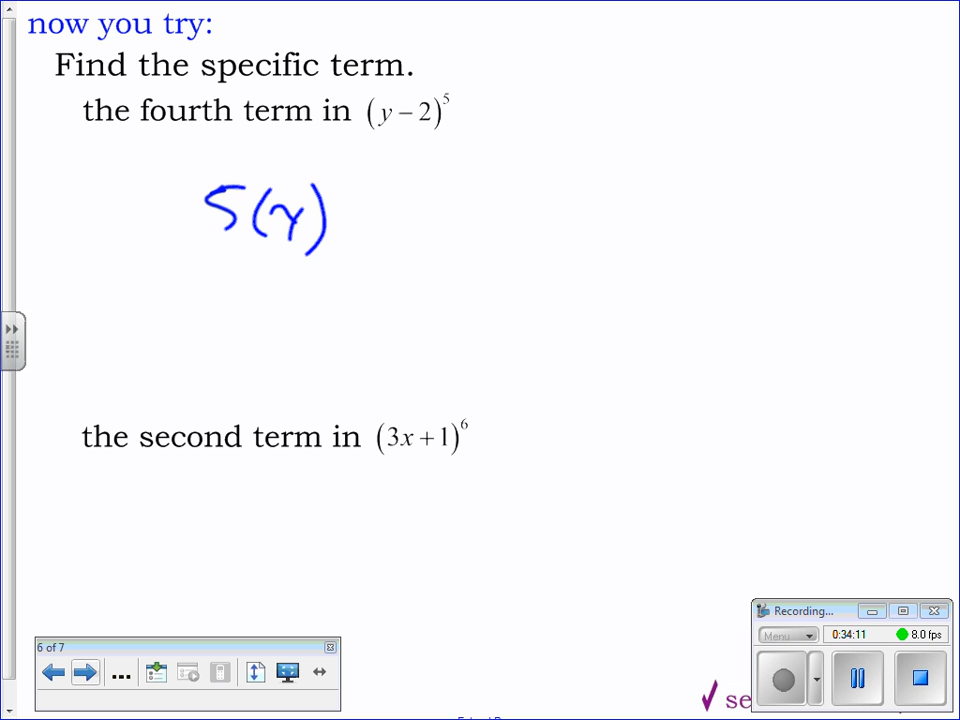 now you try:
Find the specific term.
the fourth term in (y − 2)^5
5(y)
the second term in (3x + 1)^6
Recording...
Menu
0:34:11
8.0 fps
6 of 7
...
√ se